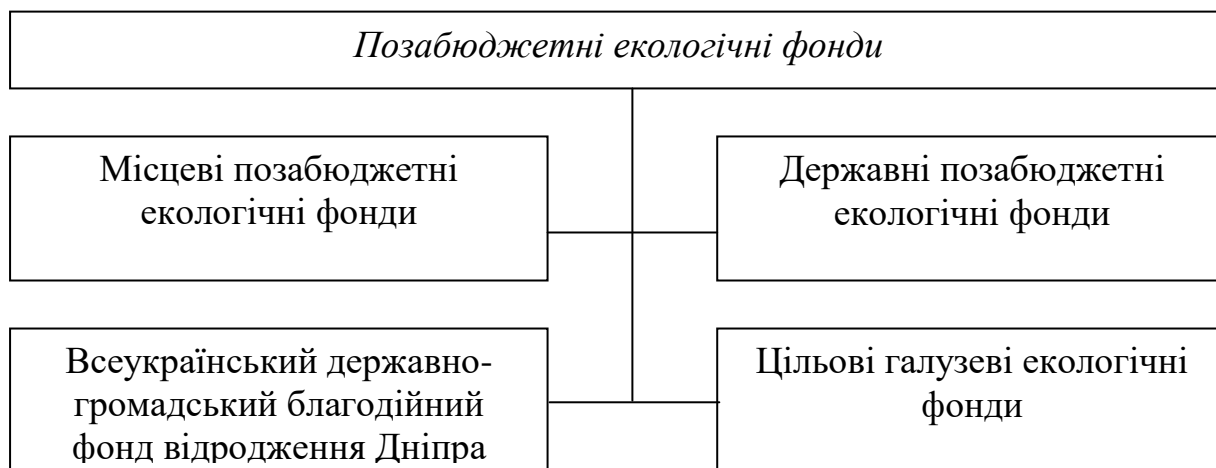 Позабюджетні екологічні фонди
Місцеві позабюджетні
екологічні фонди
Державні позабюджетні
екологічні фонди
Всеукраїнський державно-
громадський благодійний
фонд відродження Дніпра
Цільові галузеві екологічні
фонди